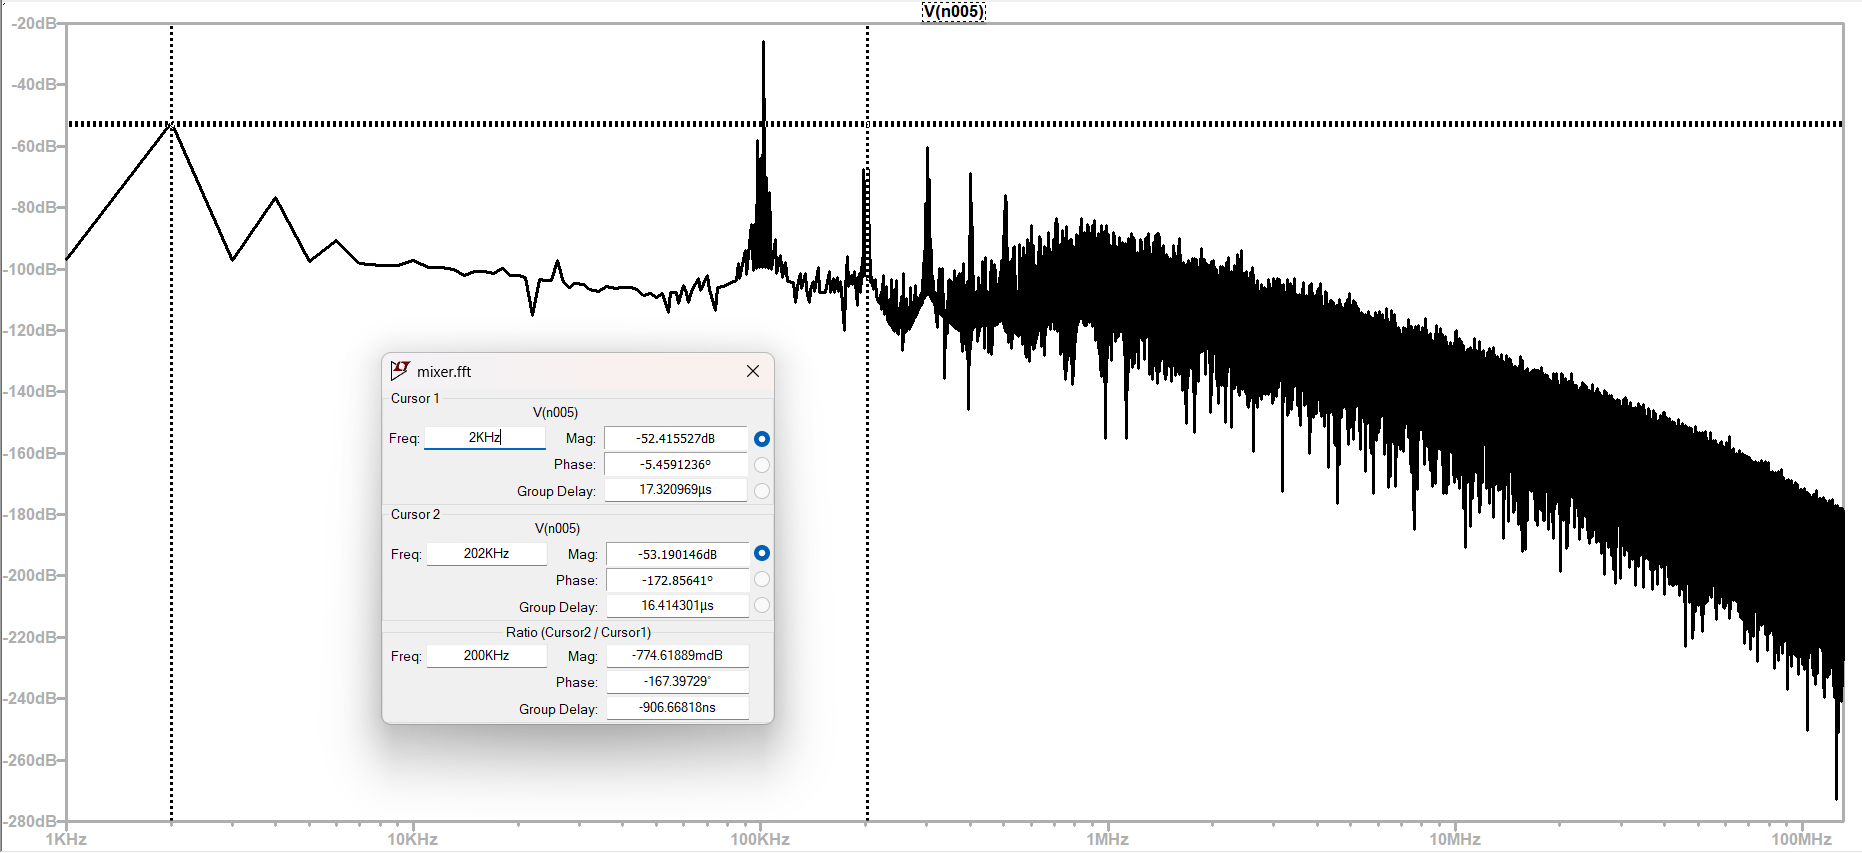 V(n005)
-20dB
-40dB
-60dB
-80dB
-100dB
-120dB
-140dB
-160dB
-180dB
-200dB
-220dB
-240dB
-260dB
-280dB
1KHz 10KHz 100KHz 1MHz 10MHz 100MHz
mixer.fft
Cursor 1
V(n005)
Freq: 2KHz Mag: -52.415527dB
Phase: -5.4591236°
Group Delay: 17.320969µs
Cursor 2
V(n005)
Freq: 202KHz Mag: -53.190146dB
Phase: -172.85641°
Group Delay: 16.414301µs
Ratio (Cursor2 / Cursor1)
Freq: 200KHz Mag: -774.61889mdB
Phase: -167.39729°
Group Delay: -906.66818ns